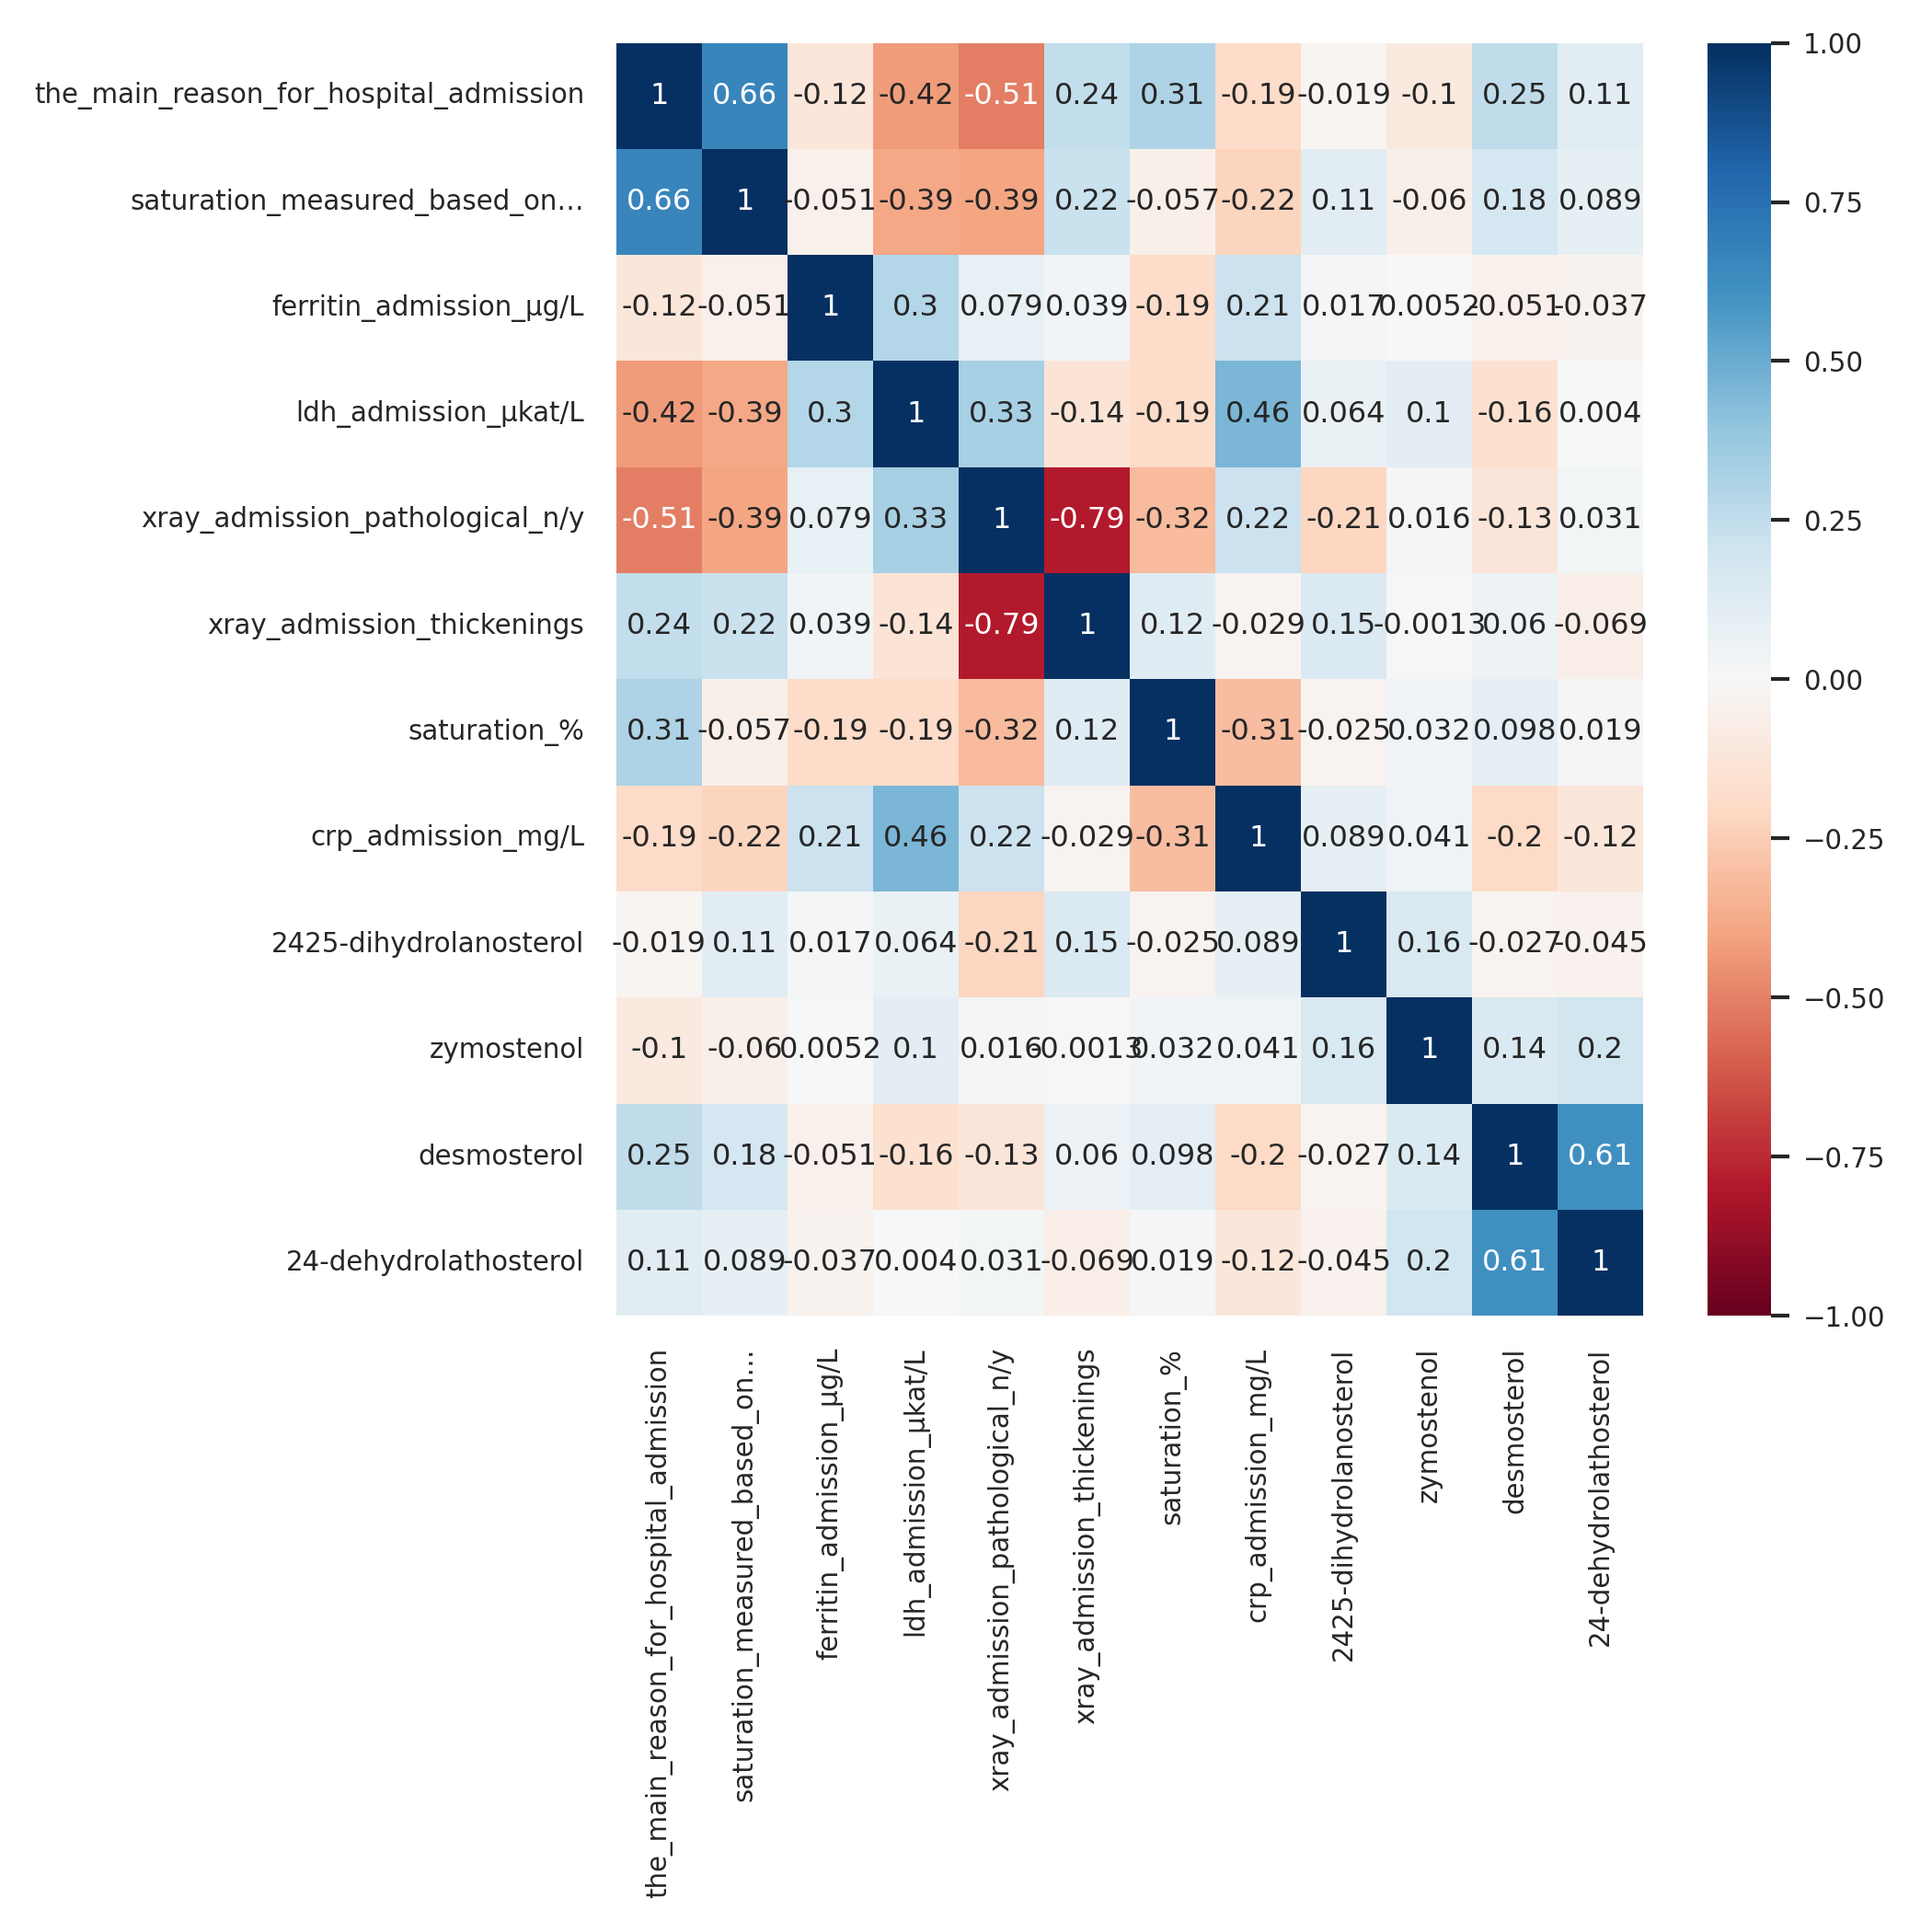 the_main_reason_for_hospital_admission 1 0.66 -0.12 -0.42 -0.51 0.24 0.31 -0.19 -0.019 -0.1 0.25 0.11
saturation_measured_based_on... 0.66 1 -0.051 -0.39 -0.39 0.22 -0.057 -0.22 0.11 -0.06 0.18 0.089
ferritin_admission_µg/L -0.12 -0.051 1 0.3 0.079 0.039 -0.19 0.21 0.017 0.0052 -0.051 -0.037
ldh_admission_µkat/L -0.42 -0.39 0.3 1 0.33 -0.14 -0.19 0.46 0.064 0.1 -0.16 0.004
xray_admission_pathological_n/y -0.51 -0.39 0.079 0.33 1 -0.79 -0.32 0.22 -0.21 0.016 -0.13 0.031
xray_admission_thickenings 0.24 0.22 0.039 -0.14 -0.79 1 0.12 -0.029 0.15 -0.0013 0.06 -0.069
saturation_% 0.31 -0.057 -0.19 -0.19 -0.32 0.12 1 -0.31 -0.025 0.032 0.098 0.019
crp_admission_mg/L -0.19 -0.22 0.21 0.46 0.22 -0.029 -0.31 1 0.089 0.041 -0.2 -0.12
2425-dihydrolanosterol -0.019 0.11 0.017 0.064 -0.21 0.15 -0.025 0.089 1 0.16 -0.027 -0.045
zymostenol -0.1 -0.06 0.0052 0.1 0.016 -0.0013 0.032 0.041 0.16 1 0.14 0.2
desmosterol 0.25 0.18 -0.051 -0.16 -0.13 0.06 0.098 -0.2 -0.027 0.14 1 0.61
24-dehydrolathosterol 0.11 0.089 -0.037 0.004 0.031 -0.069 0.019 -0.12 -0.045 0.2 0.61 1
the_main_reason_for_hospital_admission
saturation_measured_based_on...
ferritin_admission_µg/L
ldh_admission_µkat/L
xray_admission_pathological_n/y
xray_admission_thickenings
saturation_%
crp_admission_mg/L
2425-dihydrolanosterol
zymostenol
desmosterol
24-dehydrolathosterol
1.00
0.75
0.50
0.25
0.00
−0.25
−0.50
−0.75
−1.00